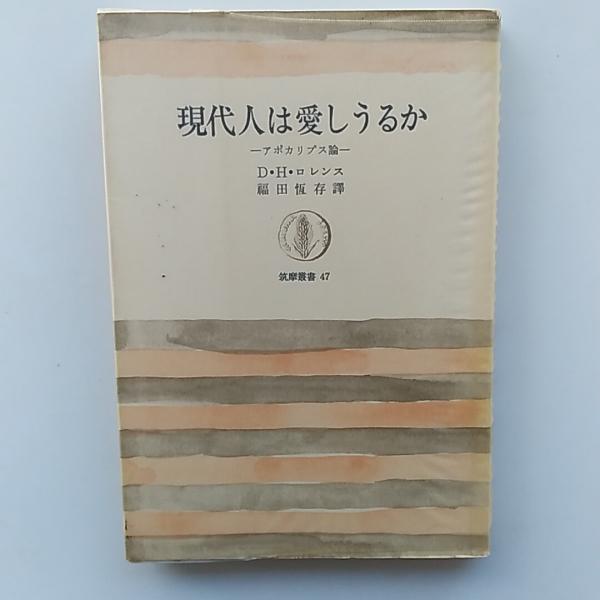 現代人は愛しうるか
―アポカリプス論―
D・H・ロレンス
福田恆存譯
筑摩叢書 47